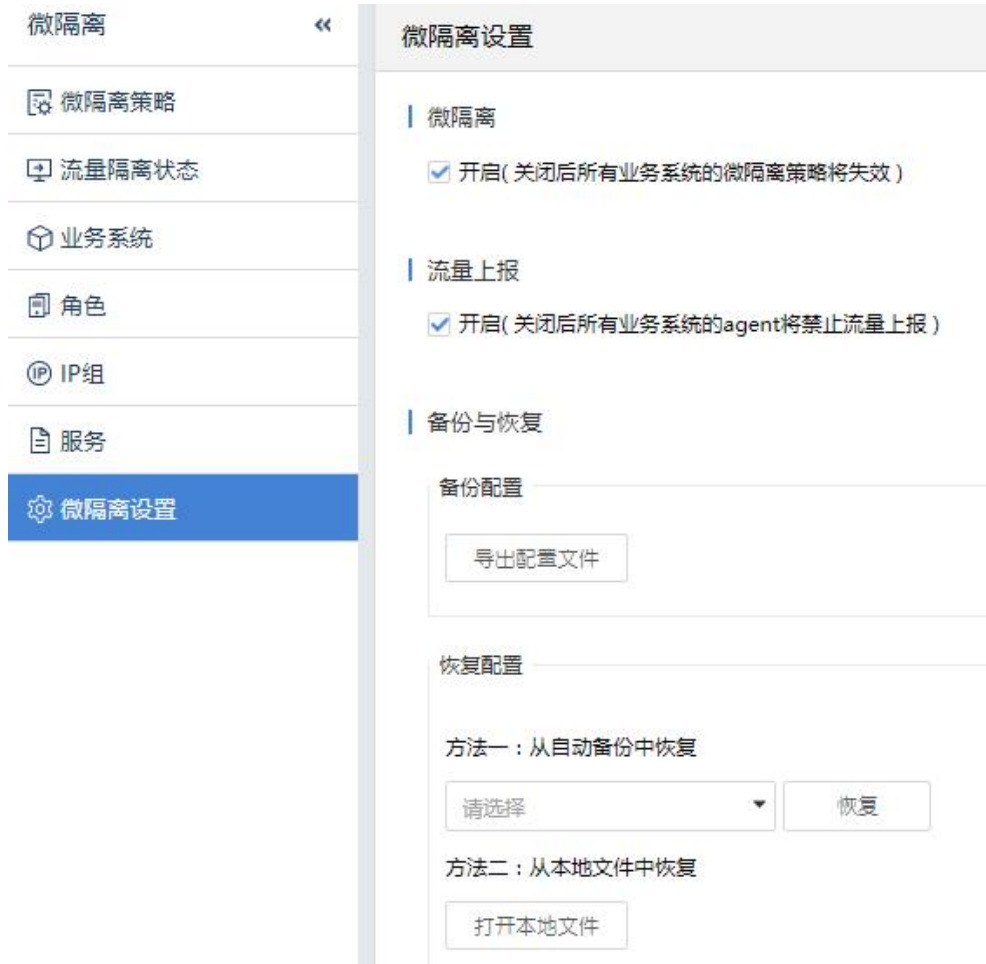 微隔离
微隔离策略
流量隔离状态
业务系统
角色
IP组
服务
微隔离设置
微隔离设置
微隔离
开启( 关闭后所有业务系统的微隔离策略将失效 )
流量上报
开启( 关闭后所有业务系统的agent将禁止流量上报 )
备份与恢复
备份配置
导出配置文件
恢复配置
方法一：从自动备份中恢复
请选择 恢复
方法二：从本地文件中恢复
打开本地文件